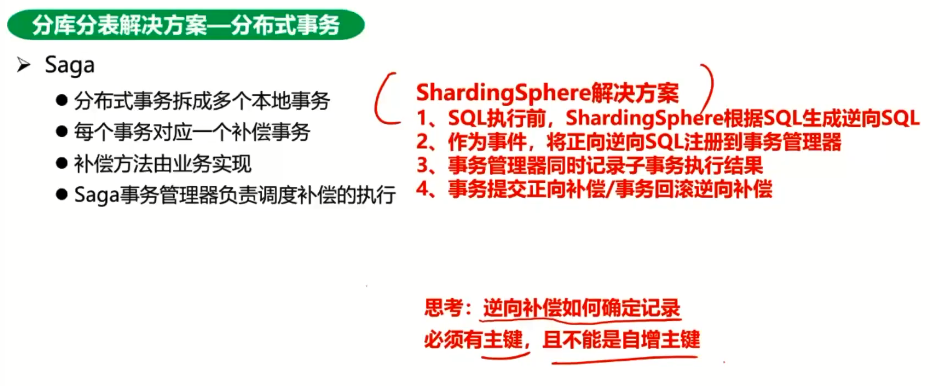 分库分表解决方案—分布式事务
Saga
分布式事务拆成多个本地事务
每个事务对应一个补偿事务
补偿方法由业务实现
Saga事务管理器负责调度补偿的执行
ShardingSphere解决方案
1、SQL执行前，ShardingSphere根据SQL生成逆向SQL
2、作为事件，将正向逆向SQL注册到事务管理器
3、事务管理器同时记录子事务执行结果
4、事务提交正向补偿/事务回滚逆向补偿
思考：逆向补偿如何确定记录
必须有主键，且不能是自增主键